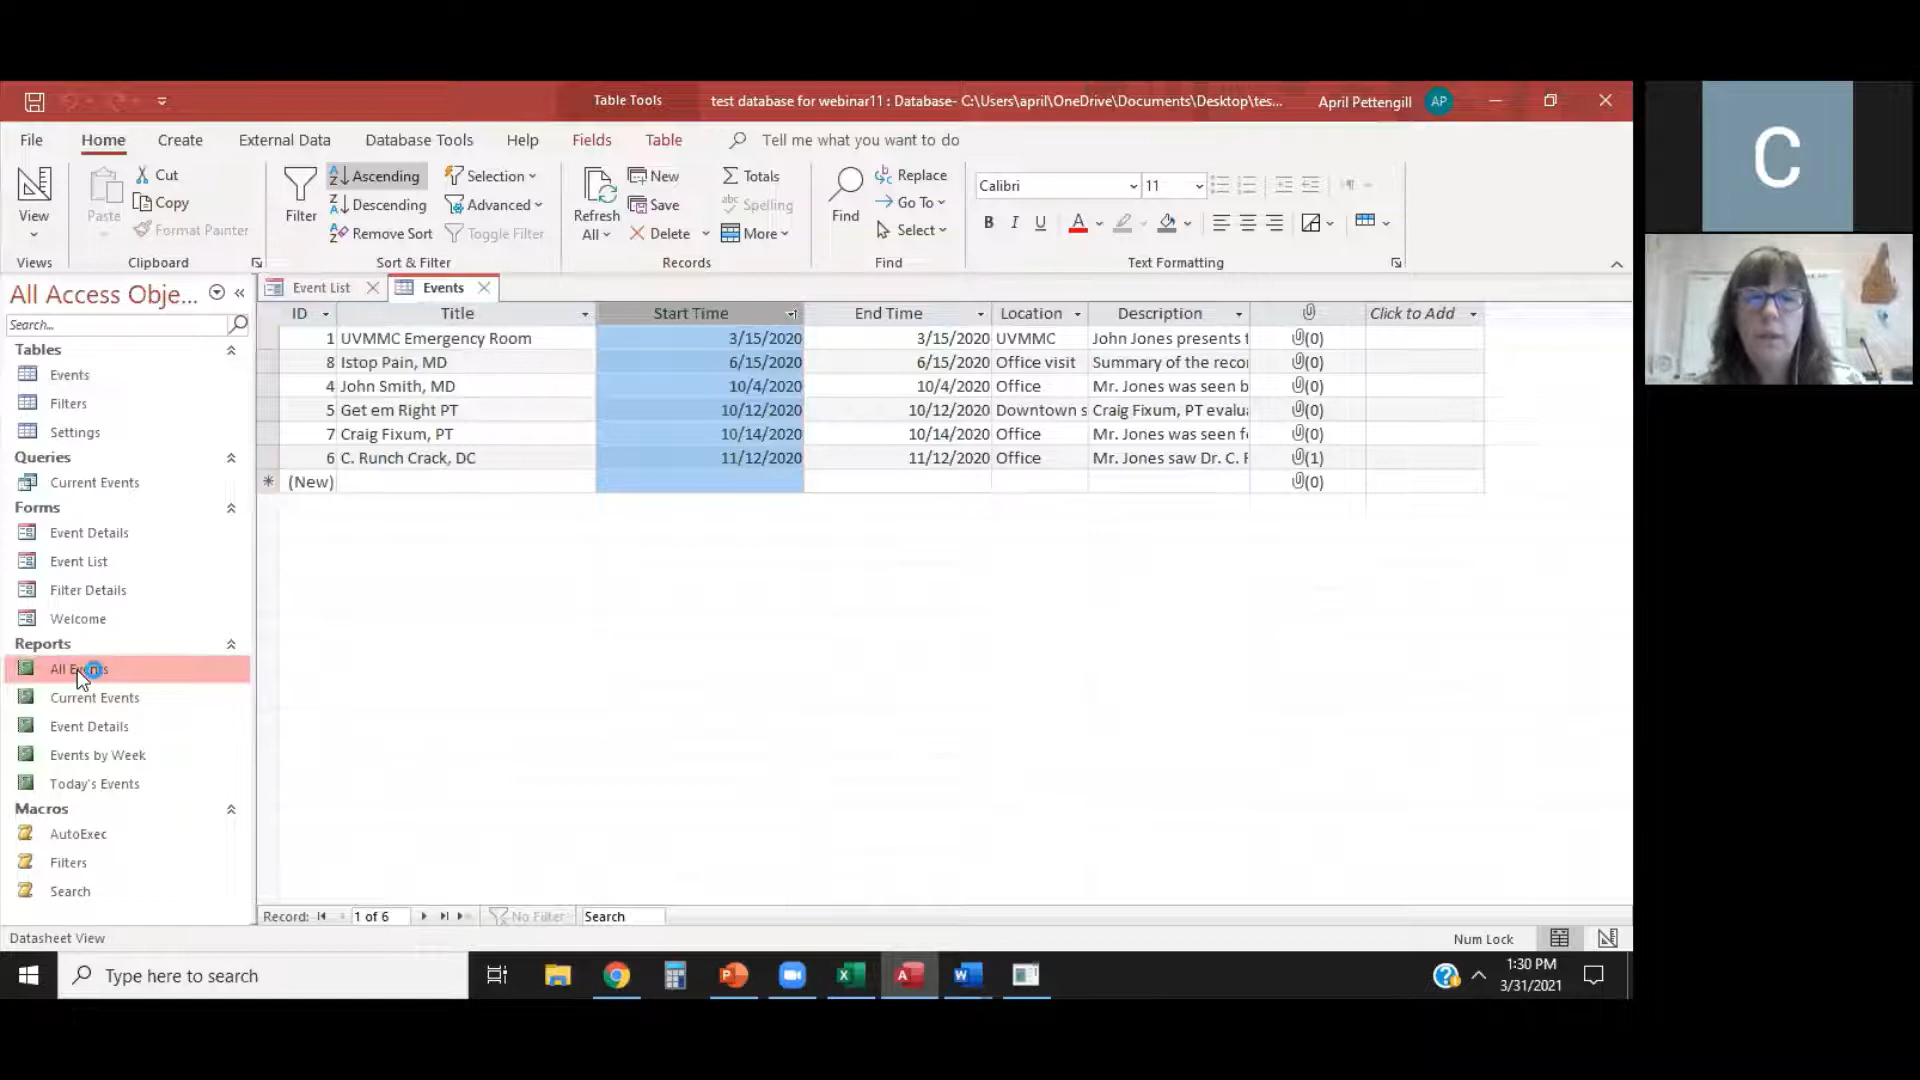 Table Tools
test database for webinar11 : Database- C:\Users\april\OneDrive\Documents\Desktop\tes...
April Pettengill
AP
File Home Create External Data Database Tools Help Fields Table Tell me what you want to do
View
Views
Paste
Cut
Copy
Format Painter
Clipboard
Filter
Ascending
Descending
Remove Sort
Selection
Advanced
Toggle Filter
Sort & Filter
Refresh
All
New
Save
Delete
Totals
Spelling
More
Records
Find
Replace
Go To
Select
Find
Calibri 11
B I U A
Text Formatting
All Access Obje...
Search...
Tables
Events
Filters
Settings
Queries
Current Events
Forms
Event Details
Event List
Filter Details
Welcome
Reports
All Events
Current Events
Event Details
Events by Week
Today's Events
Macros
AutoExec
Filters
Search
Event List
Events
ID Title Start Time End Time Location Description Click to Add
1 UVMMC Emergency Room 3/15/2020 3/15/2020 UVMMC John Jones presents t (0)
8 Istop Pain, MD 6/15/2020 6/15/2020 Office visit Summary of the reco (0)
4 John Smith, MD 10/4/2020 10/4/2020 Office Mr. Jones was seen b (0)
5 Get em Right PT 10/12/2020 10/12/2020 Downtown s Craig Fixum, PT evalua (0)
7 Craig Fixum, PT 10/14/2020 10/14/2020 Office Mr. Jones was seen f (0)
6 C. Runch Crack, DC 11/12/2020 11/12/2020 Office Mr. Jones saw Dr. C. (1)
* (New) (0)
Record: 1 of 6 No Filter Search
Datasheet View
Num Lock
Type here to search
1:30 PM
3/31/2021
C